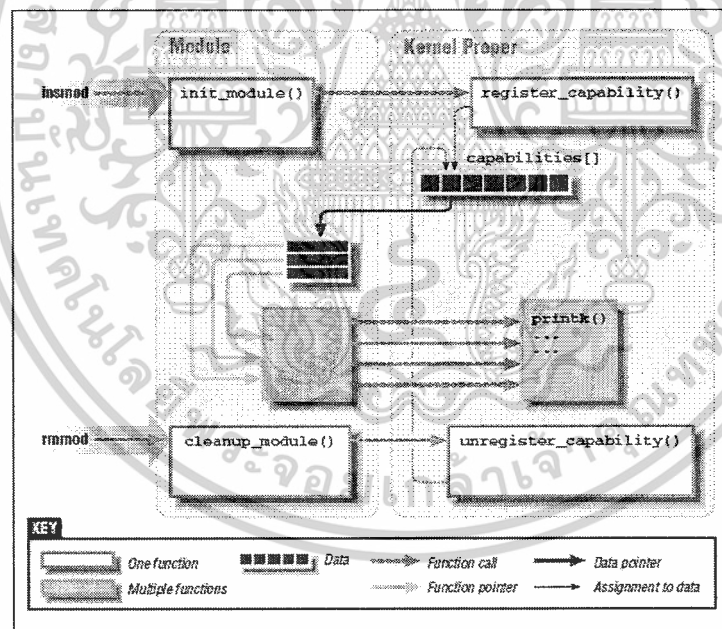 Module
Kernel Proper
insmod
init_module()
register_capability()
capabilities[]
printk()
...
...
rmmod
cleanup_module()
unregister_capability()
KEY
One function
Data
Function call
Data pointer
Multiple functions
Function pointer
Assignment to data